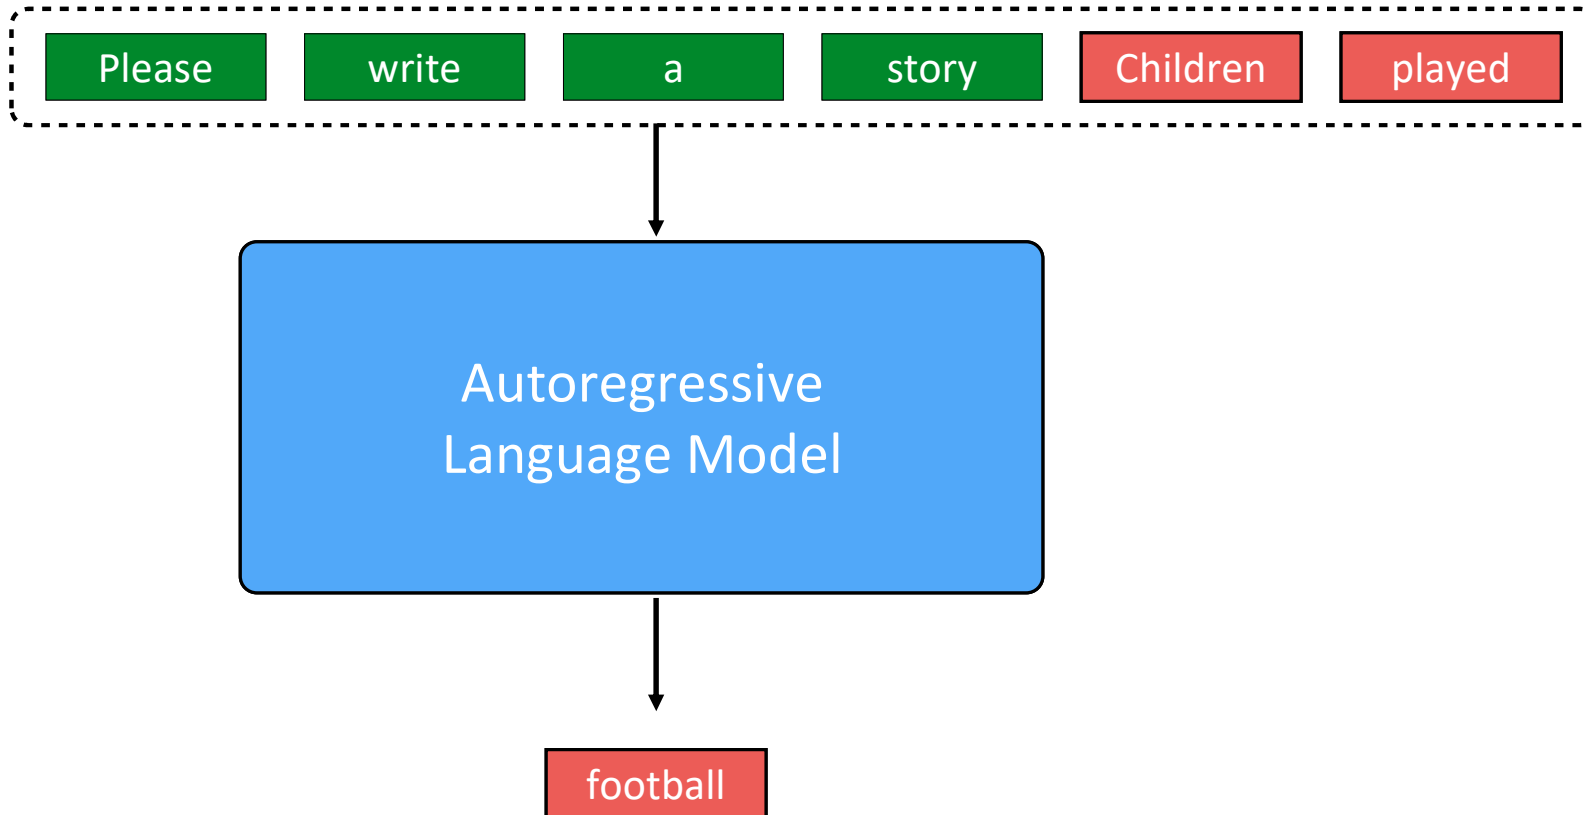 Please write a story Children played
Autoregressive
Language Model
football